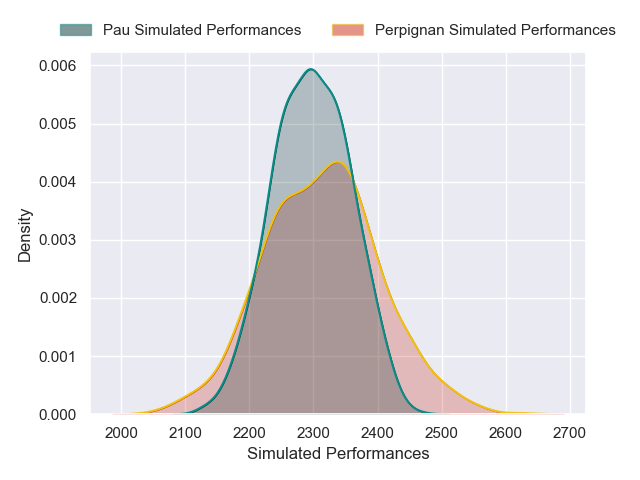 Pau Simulated Performances Perpignan Simulated Performances
0.006
0.005
0.004
0.003
0.002
0.001
0.000
Density
2000 2100 2200 2300 2400 2500 2600 2700
Simulated Performances